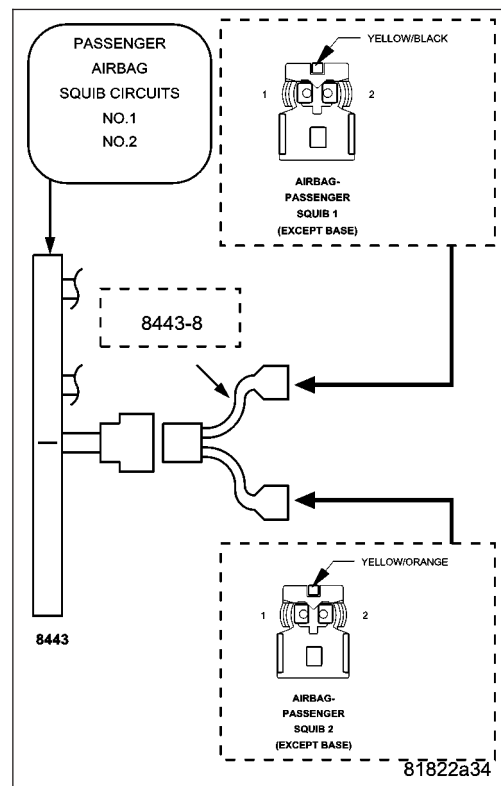 PASSENGER
AIRBAG
SQUIB CIRCUITS
NO.1
NO.2
YELLOW/BLACK
1
2
AIRBAG-
PASSENGER
SQUIB 1
(EXCEPT BASE)
8443-8
8443
YELLOW/ORANGE
1
2
AIRBAG-
PASSENGER
SQUIB 2
(EXCEPT BASE)
81822a34